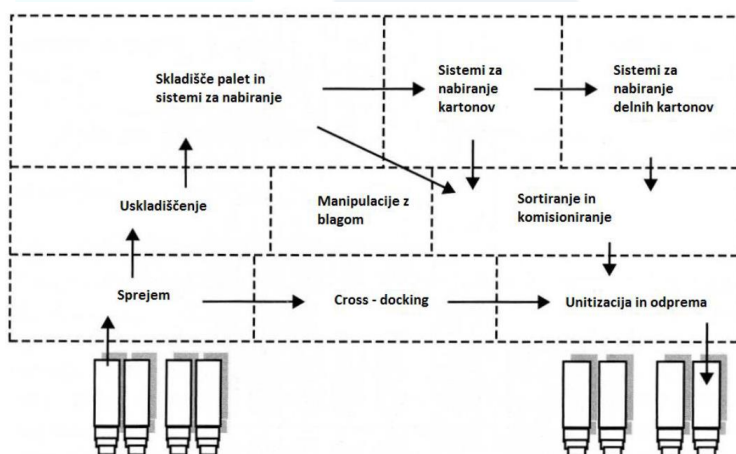 Skladišče palet in
sistemi za nabiranje
Sistemi za
nabiranje
kartonov
Sistemi za
nabiranje
delnih kartonov
Uskladiščenje
Manipulacije z
blagom
Sortiranje in
komisioniranje
Sprejem
Cross - docking
Unitizacija in odprema